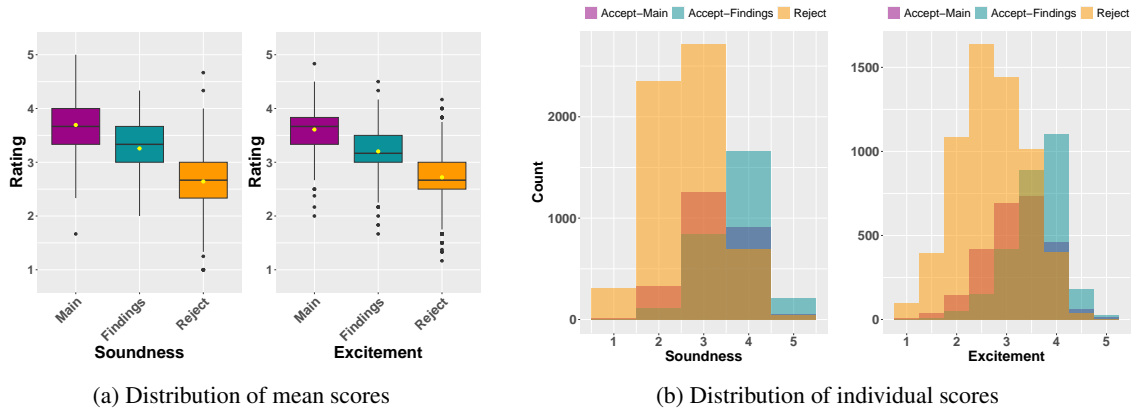 Accept−Main Accept−Findings Reject Accept−Main Accept−Findings Reject
5
4
3
2
1
Rating
Main
Findings
Reject
Soundness
5
4
3
2
1
Rating
Main
Findings
Reject
Excitement
(a) Distribution of mean scores
2000
1000
0
Count
1 2 3 4 5
Soundness
1500
1000
500
0
1 2 3 4 5
Excitement
(b) Distribution of individual scores